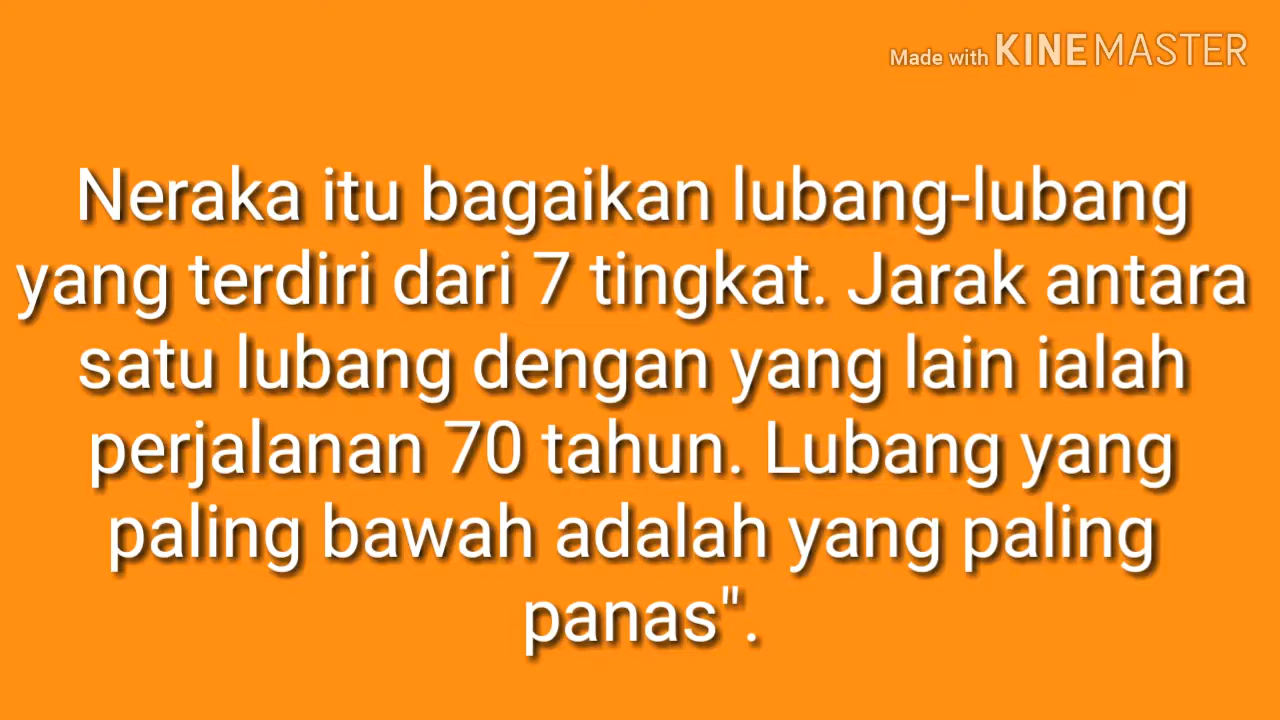 Made with KINEMASTER
Neraka itu bagaikan lubang-lubang
yang terdiri dari 7 tingkat. Jarak antara
satu lubang dengan yang lain ialah
perjalanan 70 tahun. Lubang yang
paling bawah adalah yang paling
panas".